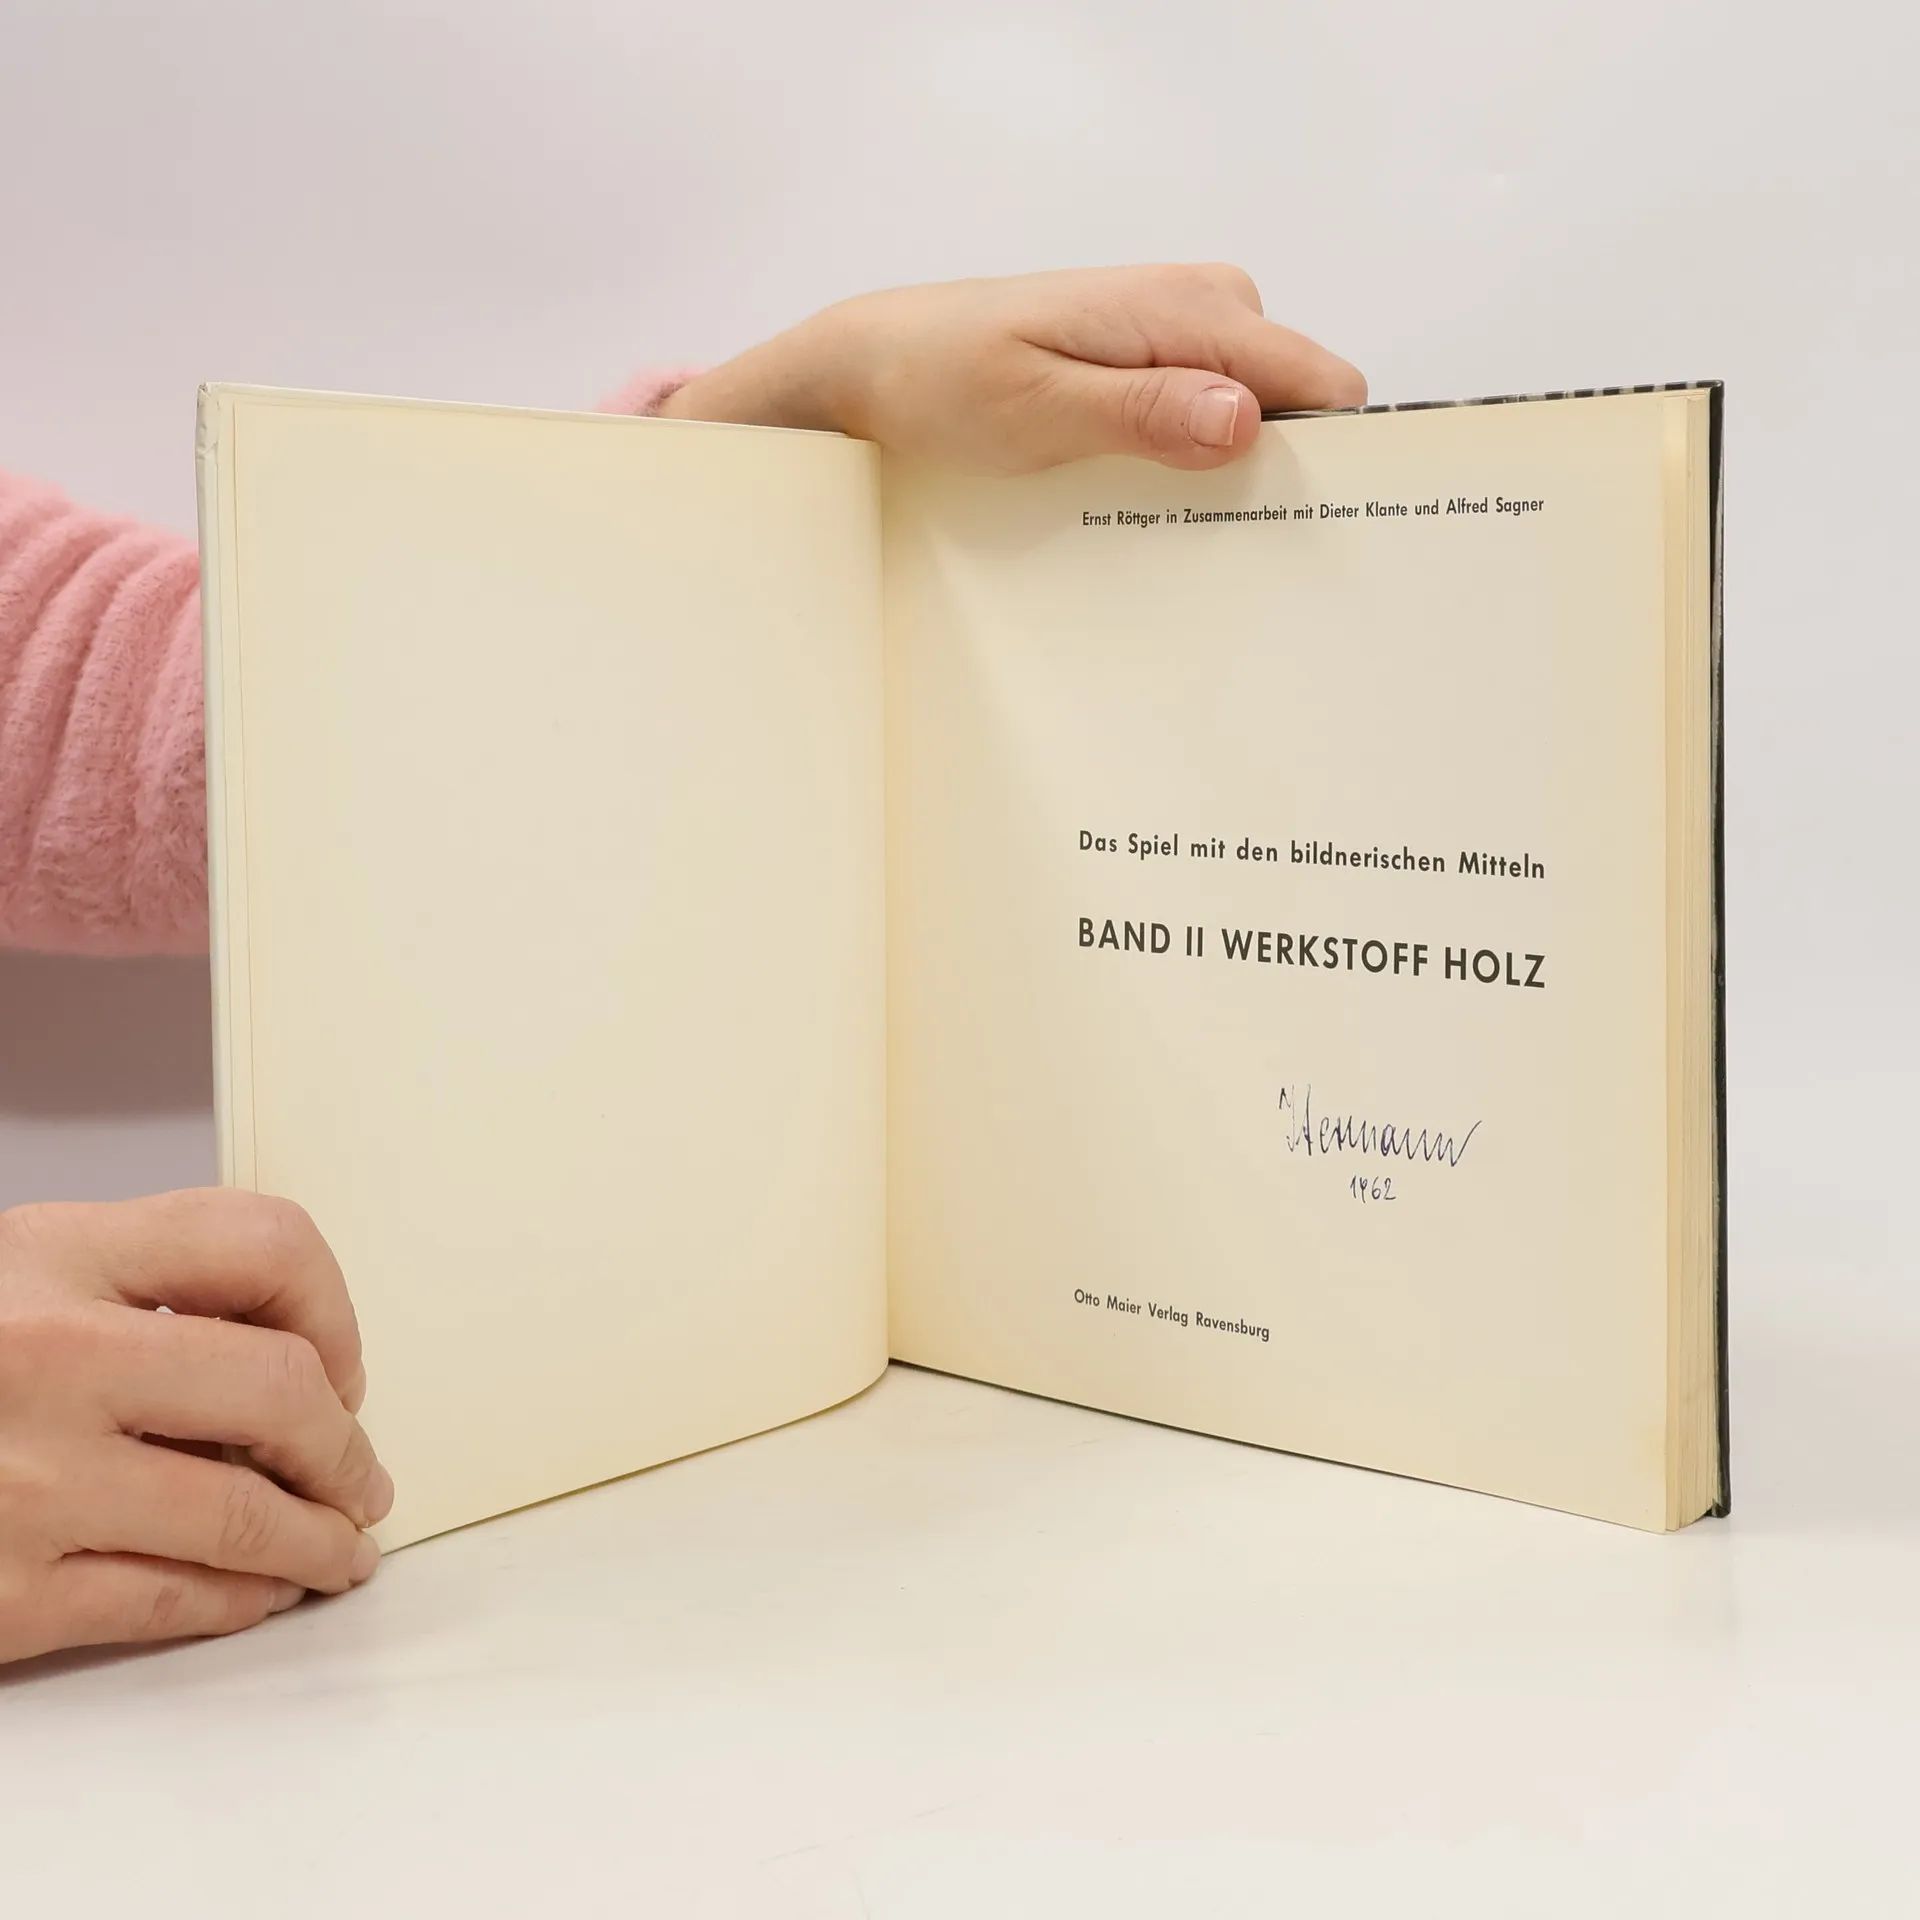 Ernst Röttger in Zusammenarbeit mit Dieter Klante und Alfred Sagner
Das Spiel mit den bildnerischen Mitteln
BAND II WERKSTOFF HOLZ
Hermann
1962
Otto Maier Verlag Ravensburg